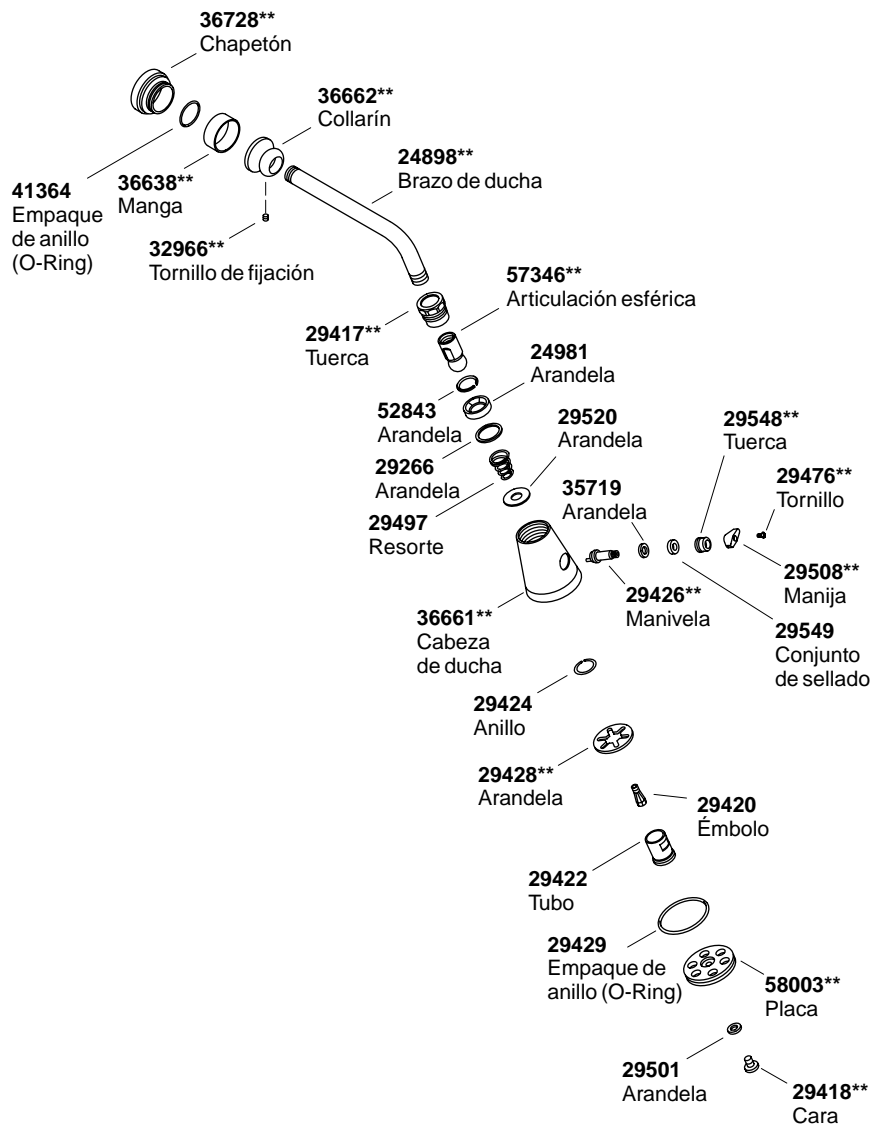 36728**
Chapetón
36662**
Collarín
24898**
Brazo de ducha
41364
Empaque
de anillo
(O-Ring)
36638**
Manga
32966**
Tornillo de fijación
57346**
Articulación esférica
29417**
Tuerca
24981
Arandela
52843
Arandela
29520
Arandela
29548**
Tuerca
29266
Arandela
29476**
Tornillo
35719
Arandela
29497
Resorte
29508**
Manija
29426**
Manivela
36661**
Cabeza
de ducha
29549
Conjunto
de sellado
29424
Anillo
29428**
Arandela
29420
Émbolo
29422
Tubo
29429
Empaque de
anillo (O-Ring)
58003**
Placa
29501
Arandela
29418**
Cara